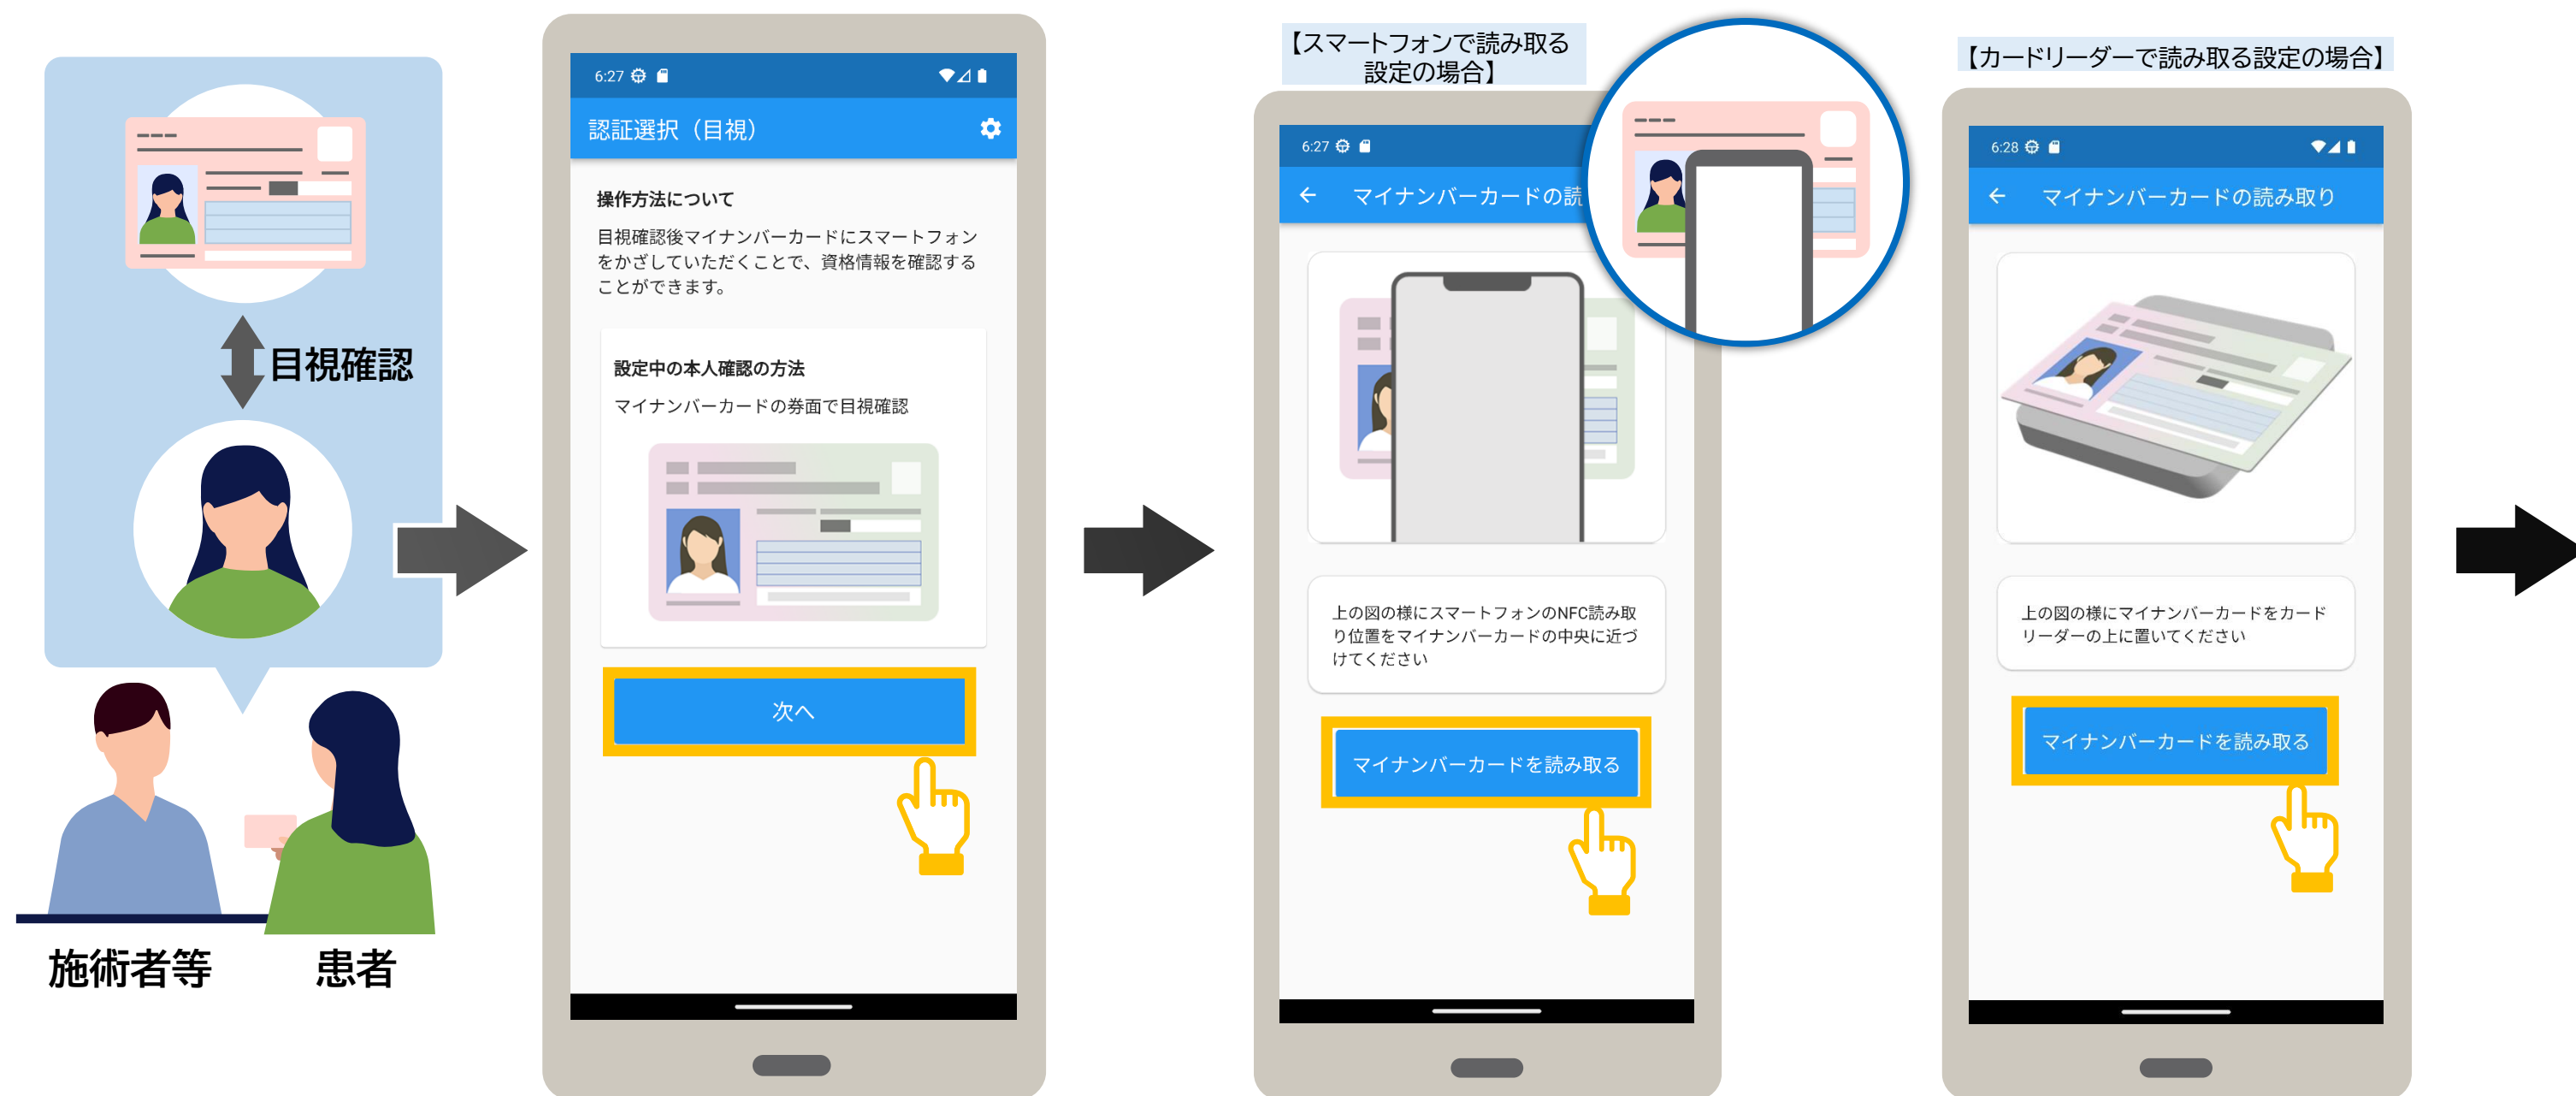 目視確認
施術者等
患者
6:27
認証選択（目視）
操作方法について
目視確認後マイナンバーカードにスマートフォン
をかざしていただくことで、資格情報を確認する
ことができます。
設定中の本人確認の方法
マイナンバーカードの券面で目視確認
次へ
【スマートフォンで読み取る
設定の場合】
6:27
マイナンバーカードの読
上の図の様にスマートフォンのNFC読み取
り位置をマイナンバーカードの中央に近づ
けてください
マイナンバーカードを読み取る
【カードリーダーで読み取る設定の場合】
6:28
マイナンバーカードの読み取り
上の図の様にマイナンバーカードをカード
リーダーの上に置いてください
マイナンバーカードを読み取る